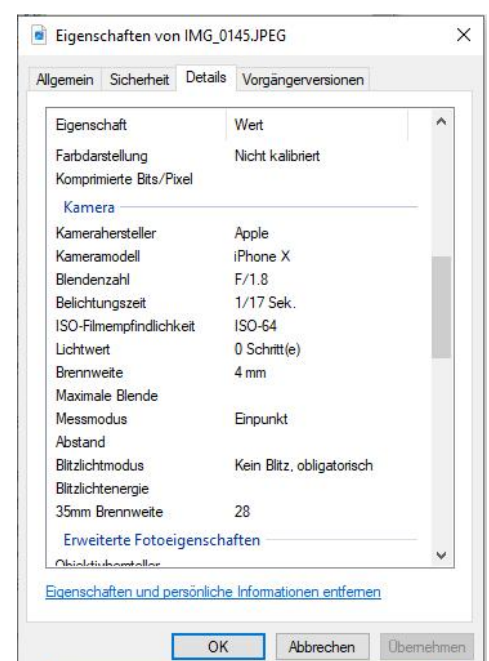 Eigenschaften von IMG_0145.JPEG
Allgemein Sicherheit Details Vorgängerversionen
Eigenschaft Wert
Farbdarstellung Nicht kalibriert
Komprimierte Bits/Pixel
Kamera
Kamerahersteller Apple
Kameramodell iPhone X
Blendenzahl F/1.8
Belichtungszeit 1/17 Sek.
ISO-Filmempfindlichkeit ISO-64
Lichtwert 0 Schritt(e)
Brennweite 4 mm
Maximale Blende
Messmodus Einpunkt
Abstand
Blitzlichtmodus Kein Blitz, obligatorisch
Blitzlichtenergie
35mm Brennweite 28
Erweiterte Fotoeigenschaften
Eigenschaften und persönliche Informationen entfernen
OK Abbrechen Übernehmen